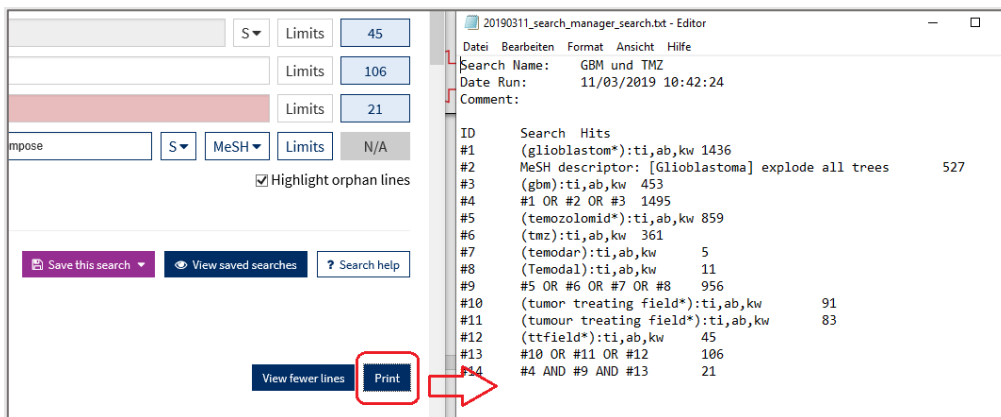 S Limits 45
Limits 106
Limits 21
mpose S MeSH Limits N/A
Highlight orphan lines
Save this search View saved searches ? Search help
View fewer lines Print
20190311_search_manager_search.txt - Editor
Datei Bearbeiten Format Ansicht Hilfe
Search Name: GBM und TMZ
Date Run: 11/03/2019 10:42:24
Comment:
ID Search Hits
#1 (glioblastom*):ti,ab,kw 1436
#2 MeSH descriptor: [Glioblastoma] explode all trees 527
#3 (gbm):ti,ab,kw 453
#4 #1 OR #2 OR #3 1495
#5 (temozolomid*):ti,ab,kw 859
#6 (tmz):ti,ab,kw 361
#7 (temodar):ti,ab,kw 5
#8 (Temodal):ti,ab,kw 11
#9 #5 OR #6 OR #7 OR #8 956
#10 (tumor treating field*):ti,ab,kw 91
#11 (tumour treating field*):ti,ab,kw 83
#12 (ttfield*):ti,ab,kw 45
#13 #10 OR #11 OR #12 106
#14 #4 AND #9 AND #13 21